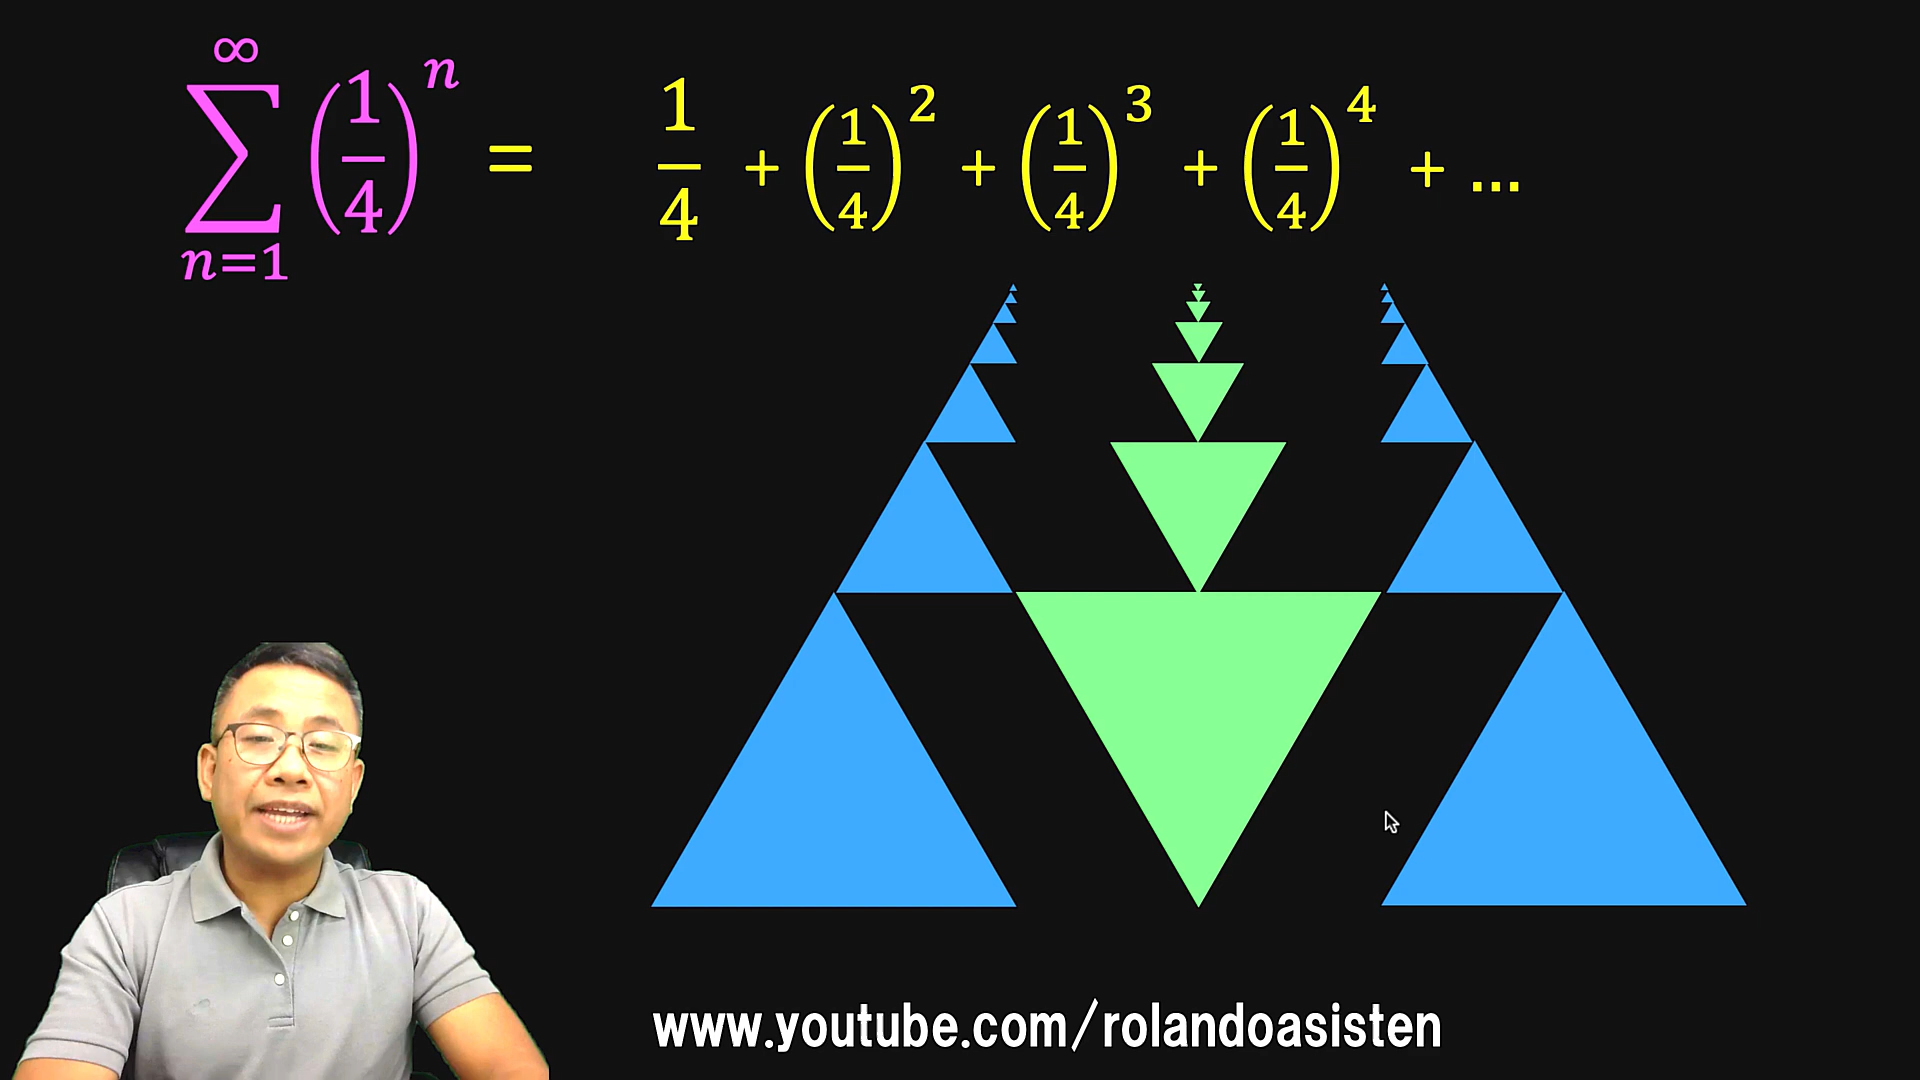 ∑_{n=1}^{∞} (1/4)^n = 1/4 + (1/4)^2 + (1/4)^3 + (1/4)^4 + ...
www.youtube.com/rolandoasisten